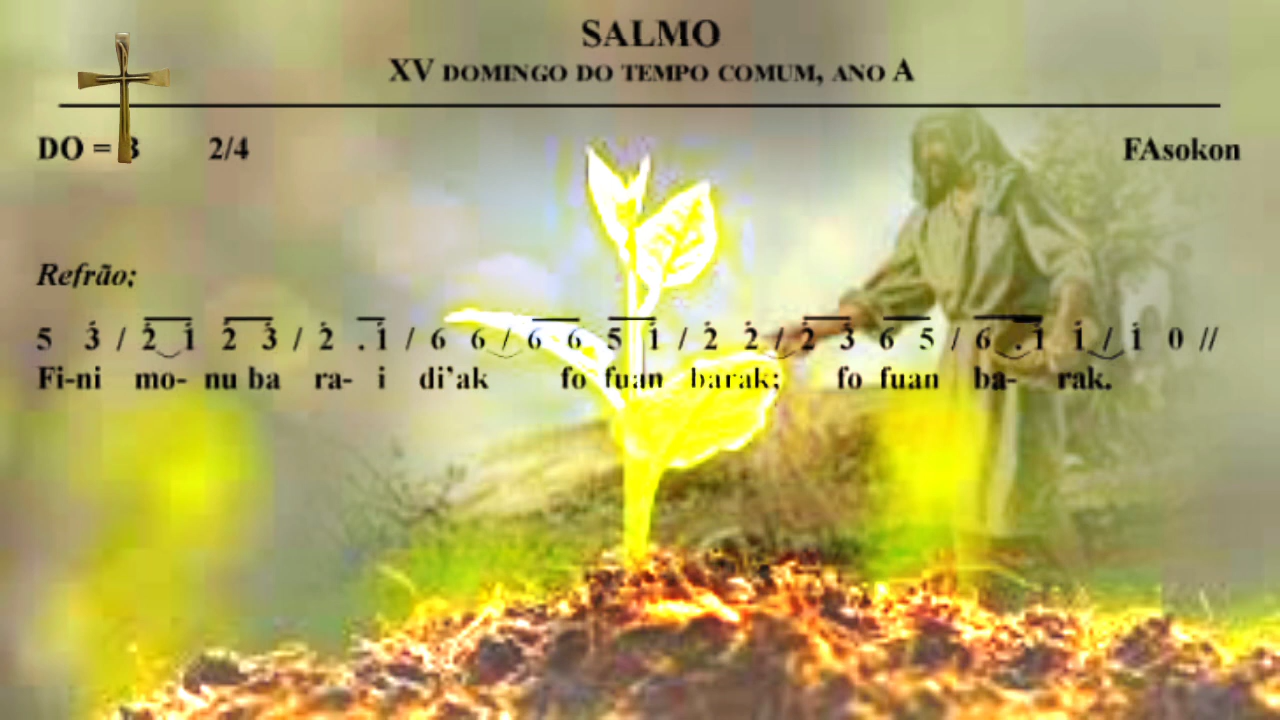 SALMO
XV DOMINGO DO TEMPO COMUM, ANO A
DO = B 2/4 FAsokon
Refrão;
5 3̇ / 2̇ 1̇ 2̇ 3̇ / 2̇ . 1̇ / 6 6 / 6 6 5 1̇ / 2̇ 2̇ / 2̇ 3̇ 6 5 / 6 . 1̇ 1̇ / 1̇ 0 //
Fi-ni mo- nu ba ra- i di’ak fo fuan barak; fo fuan ba- rak.